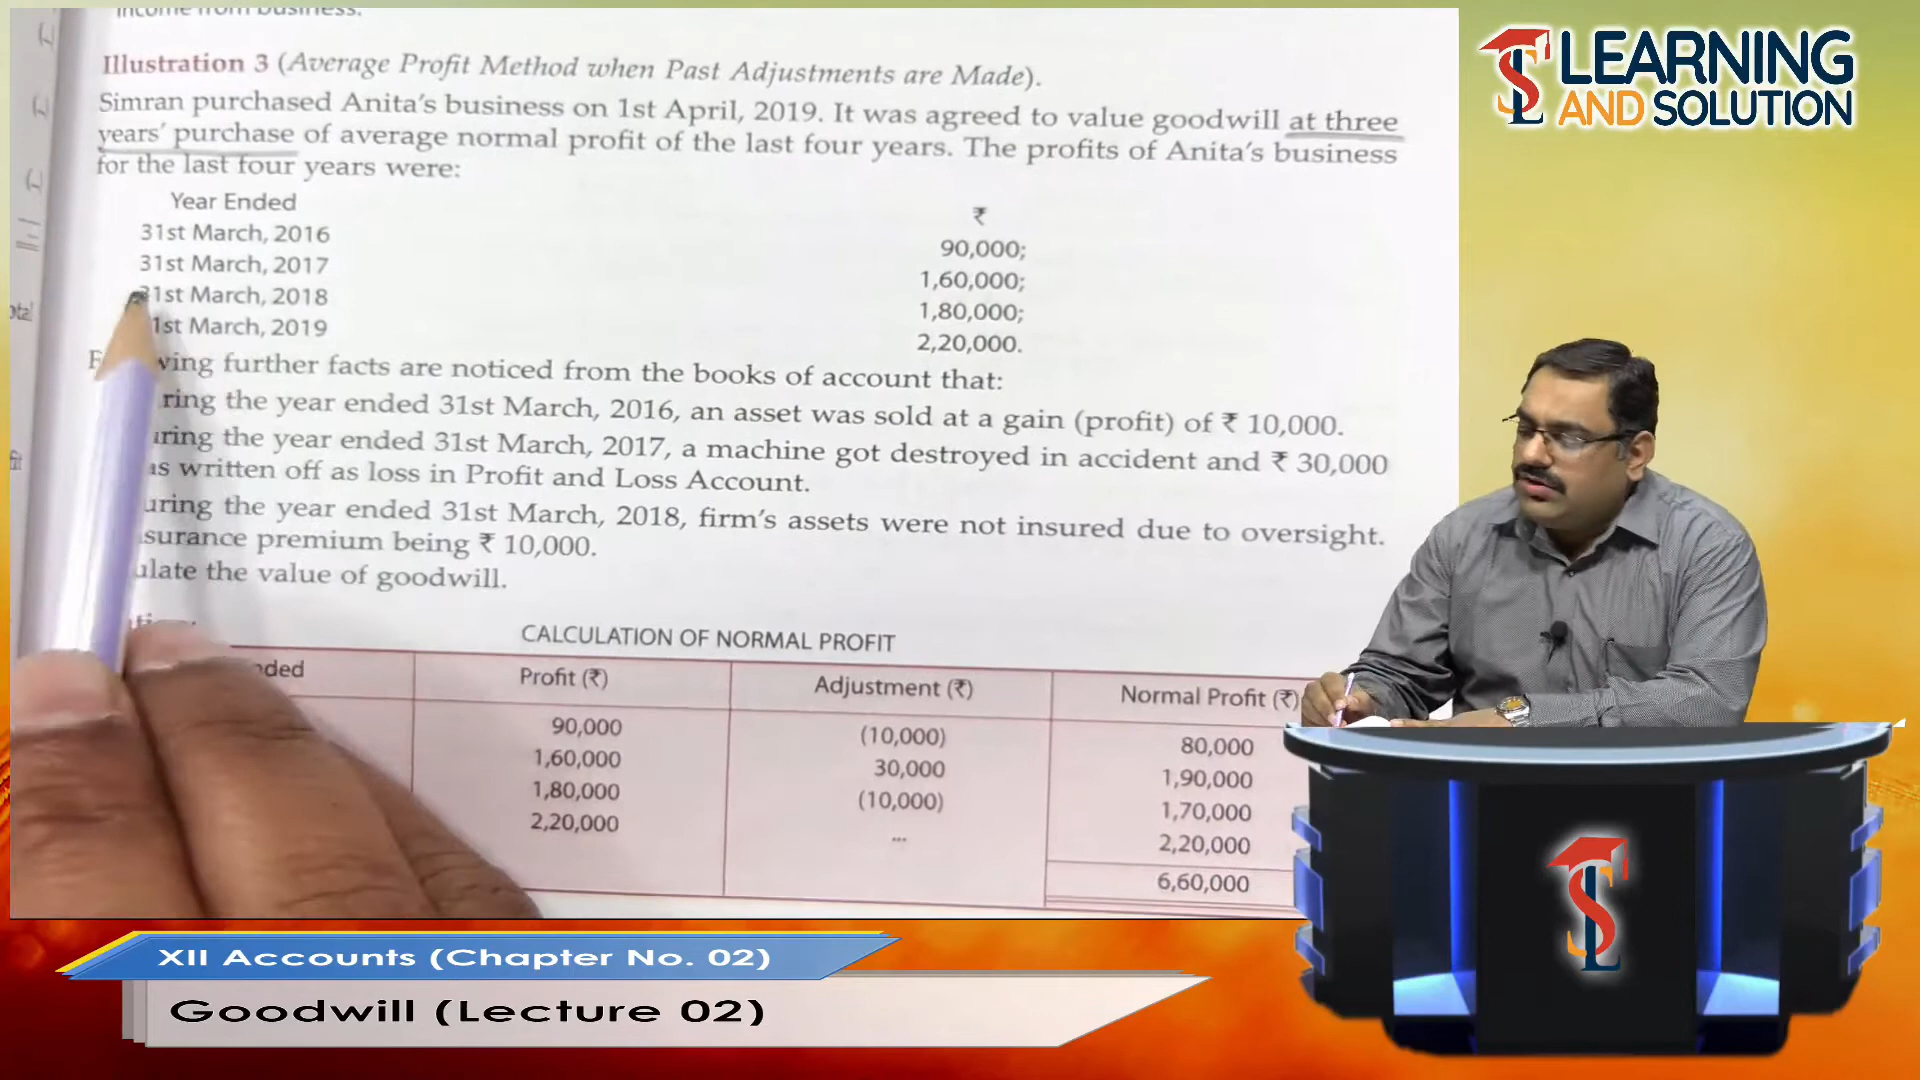 income from business.
Illustration 3 (Average Profit Method when Past Adjustments are Made).
Simran purchased Anita's business on 1st April, 2019. It was agreed to value goodwill at three
years' purchase of average normal profit of the last four years. The profits of Anita's business
for the last four years were:
Year Ended ₹
31st March, 2016 90,000;
31st March, 2017 1,60,000;
31st March, 2018 1,80,000;
1st March, 2019 2,20,000.
ving further facts are noticed from the books of account that:
ring the year ended 31st March, 2016, an asset was sold at a gain (profit) of ₹ 10,000.
uring the year ended 31st March, 2017, a machine got destroyed in accident and ₹ 30,000
as written off as loss in Profit and Loss Account.
uring the year ended 31st March, 2018, firm's assets were not insured due to oversight.
surance premium being ₹ 10,000.
ulate the value of goodwill.
CALCULATION OF NORMAL PROFIT
nded Profit (₹) Adjustment (₹) Normal Profit (₹)
90,000 (10,000) 80,000
1,60,000 30,000 1,90,000
1,80,000 (10,000) 1,70,000
2,20,000 ... 2,20,000
6,60,000
LEARNING
AND SOLUTION
XII Accounts (Chapter No. 02)
Goodwill (Lecture 02)